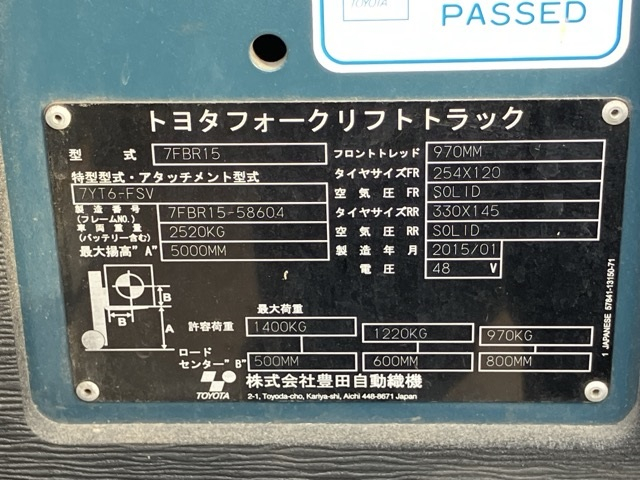 TOYOTA
PASSED
トヨタフォークリフトトラック
型 式 7FBR15
特型型式・アタッチメント型式
7YT6-FSV
製造番号
(フレームNO.) 7FBR15-58604
車両重量
(バッテリー含む) 2520KG
最大揚高"A" 5000MM
フロントトレッド 970MM
タイヤサイズFR 254X120
空気圧FR SOLID
タイヤサイズRR 330X145
空気圧RR SOLID
製造年月 2015/01
電圧 48 V
B
B
A
最大荷重
許容荷重 1400KG 1220KG 970KG
ロード
センター"B" 500MM 600MM 800MM
TOYOTA
株式会社豊田自動織機
2-1, Toyoda-cho, Kariya-shi, Aichi 448-8671 Japan
1 JAPANESE 57841-13150-71